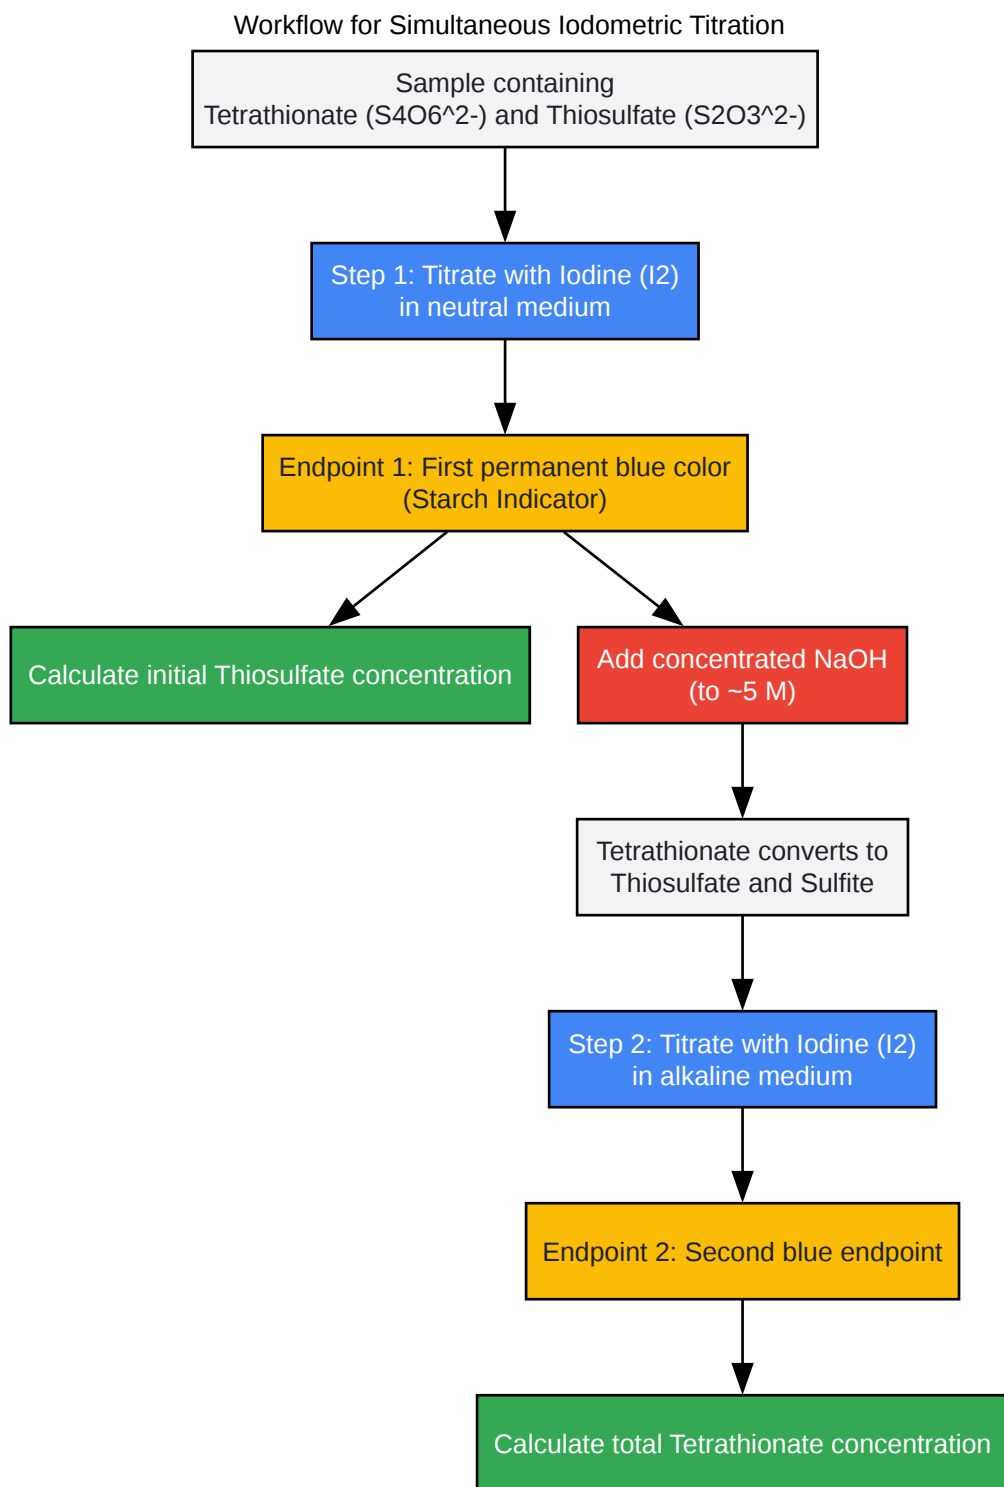 Workflow for Simultaneous Iodometric Titration
Sample containing
Tetrathionate (S4O6^2-) and Thiosulfate (S2O3^2-)
Step 1: Titrate with Iodine (I2)
in neutral medium
Endpoint 1: First permanent blue color
(Starch Indicator)
Calculate initial Thiosulfate concentration
Add concentrated NaOH
(to ~5 M)
Tetrathionate converts to
Thiosulfate and Sulfite
Step 2: Titrate with Iodine (I2)
in alkaline medium
Endpoint 2: Second blue endpoint
Calculate total Tetrathionate concentration